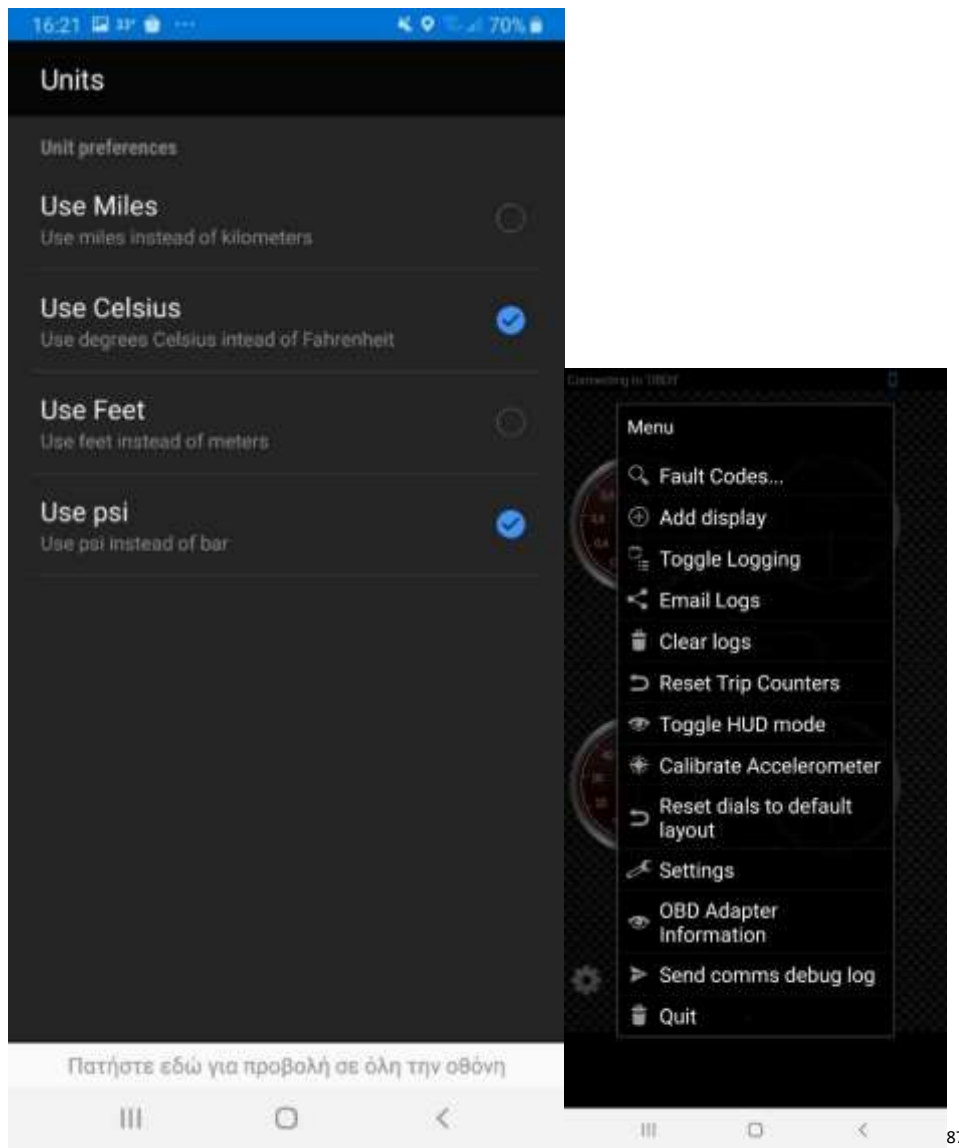 16:21 33° 70%
Units
Unit preferences
Use Miles
Use miles instead of kilometers
Use Celsius
Use degrees Celsius intead of Fahrenheit
Use Feet
Use feet instead of meters
Use psi
Use psi instead of bar
Πατήστε εδώ για προβολή σε όλη την οθόνη
Connecting to
Menu
Fault Codes...
Add display
Toggle Logging
Email Logs
Clear logs
Reset Trip Counters
Toggle HUD mode
Calibrate Accelerometer
Reset dials to default
layout
Settings
OBD Adapter
Information
Send comms debug log
Quit